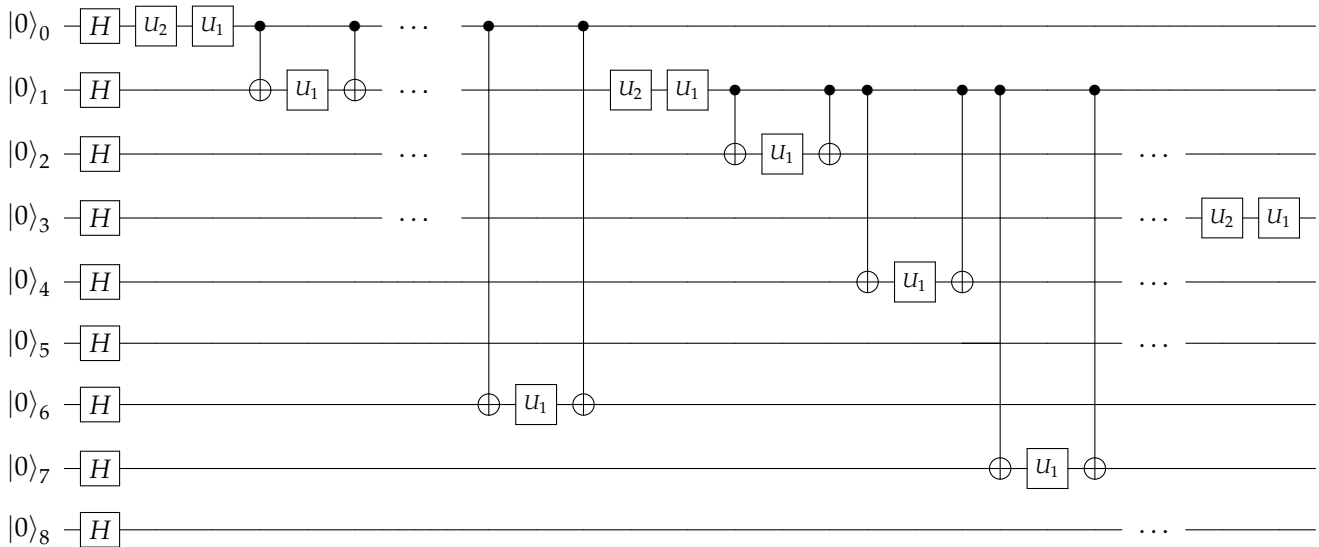 |0⟩₀ H U₂ U₁ ...
|0⟩₁ H U₁ ... U₂ U₁
|0⟩₂ H ... U₁ ...
|0⟩₃ H ... ... U₂ U₁
|0⟩₄ H U₁ ...
|0⟩₅ H ...
|0⟩₆ H U₁
|0⟩₇ H U₁
|0⟩₈ H ...